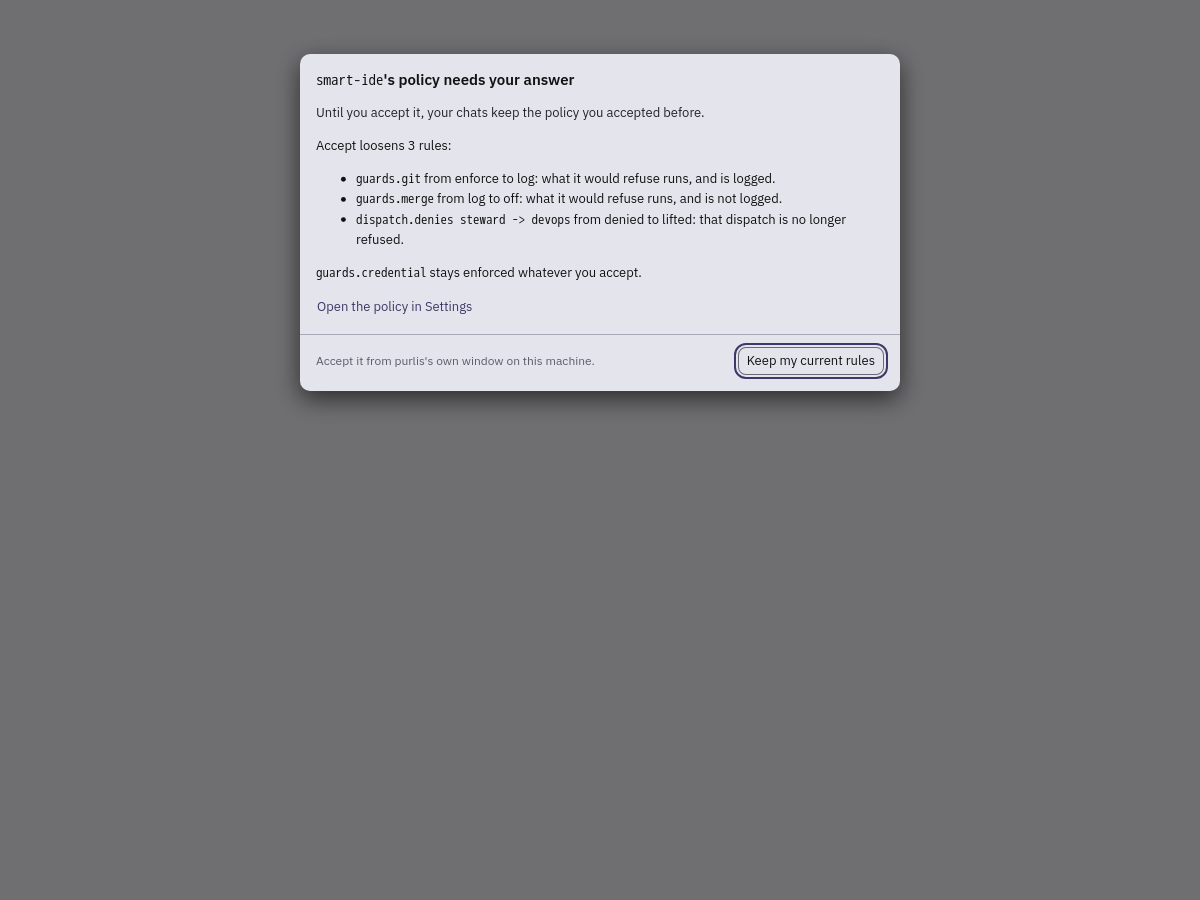 smart-ide's policy needs your answer
Until you accept it, your chats keep the policy you accepted before.
Accept loosens 3 rules:
• guards.git from enforce to log: what it would refuse runs, and is logged.
• guards.merge from log to off: what it would refuse runs, and is not logged.
• dispatch.denies steward -> devops from denied to lifted: that dispatch is no longer
refused.
guards.credential stays enforced whatever you accept.
Open the policy in Settings
Accept it from purlis's own window on this machine.
Keep my current rules